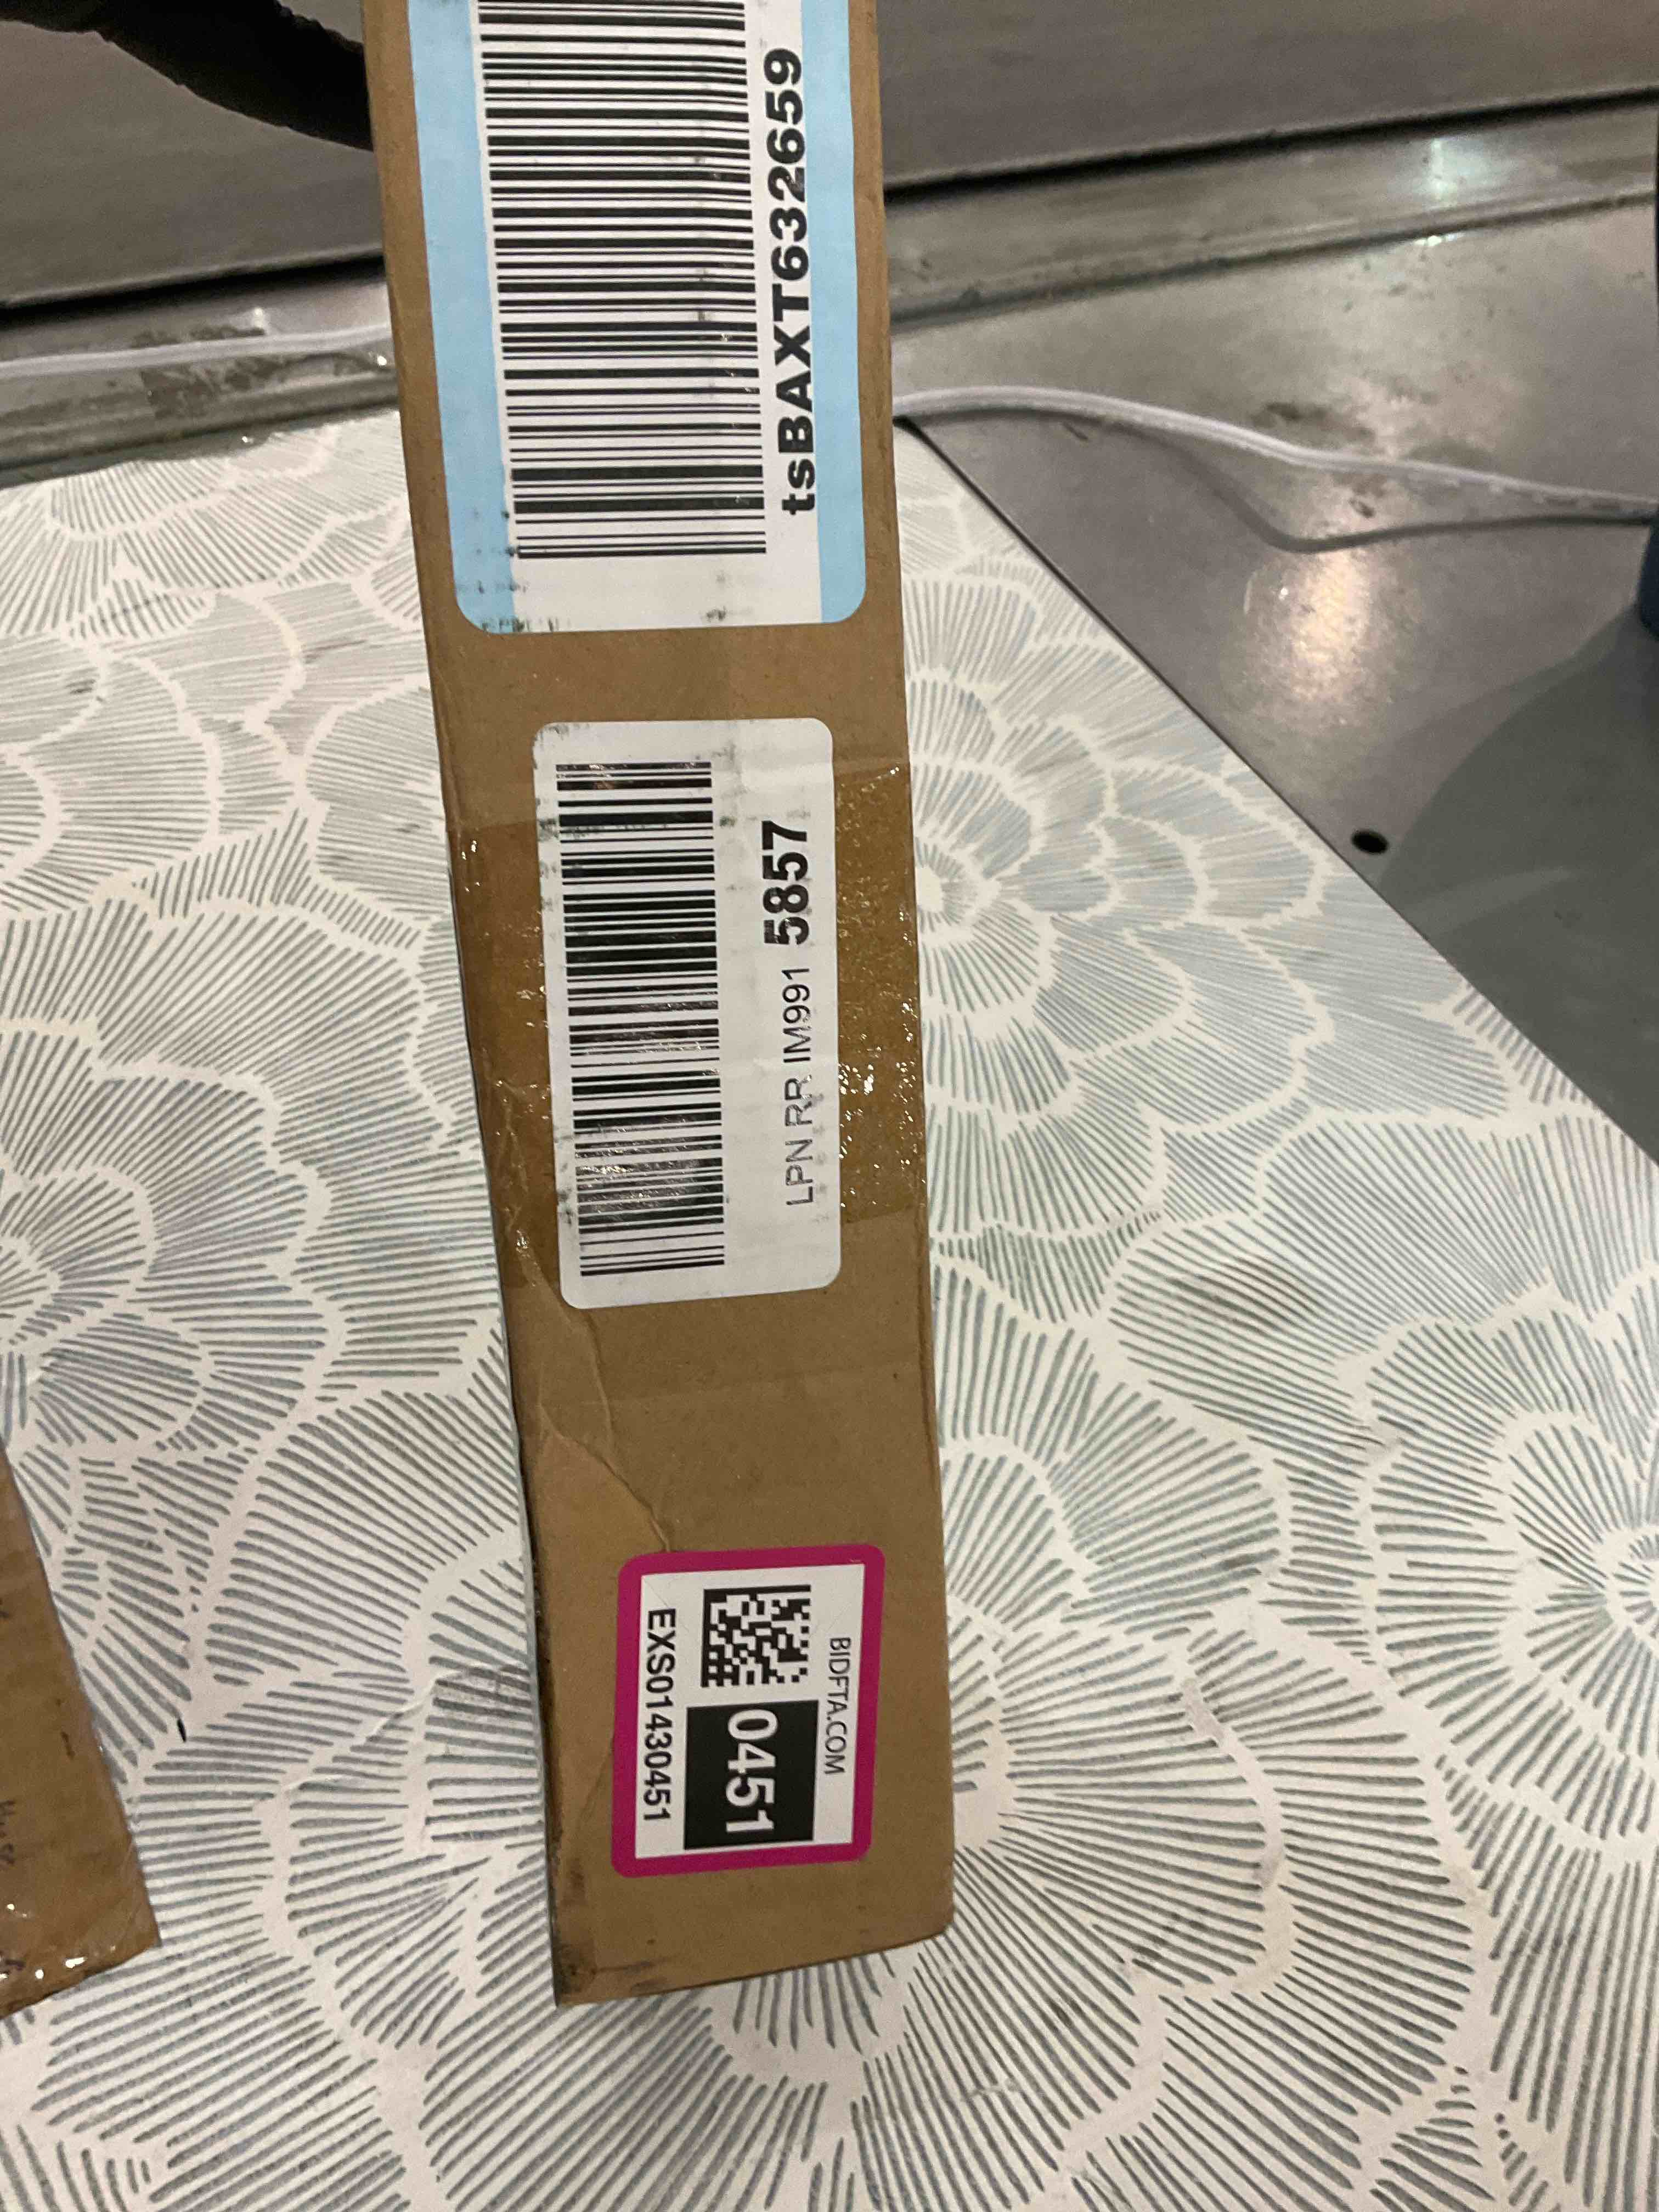 tsBAXT632659
LPN RR IM991 5857
BIDFTA.COM
0451
EXS01430451